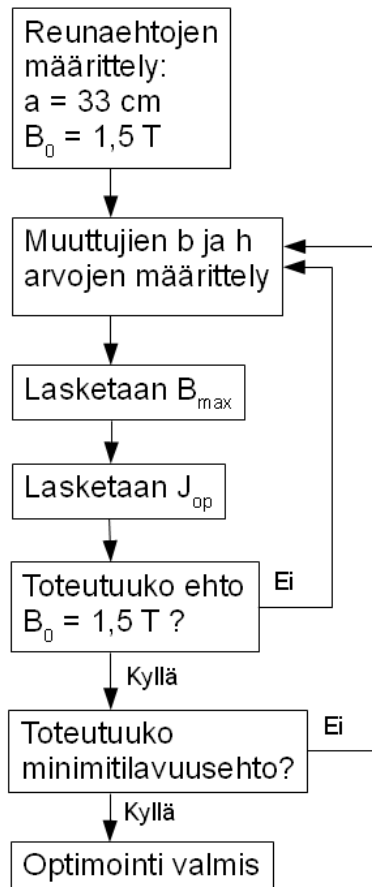 Reunaehtojen
määrittely:
a = 33 cm
B₀ = 1,5 T
Muuttujien b ja h
arvojen määrittely
Lasketaan Bmax
Lasketaan Jop
Toteutuuko ehto
B₀ = 1,5 T ?
Ei
Kyllä
Toteutuuko
minimitilavuusehto?
Ei
Kyllä
Optimointi valmis